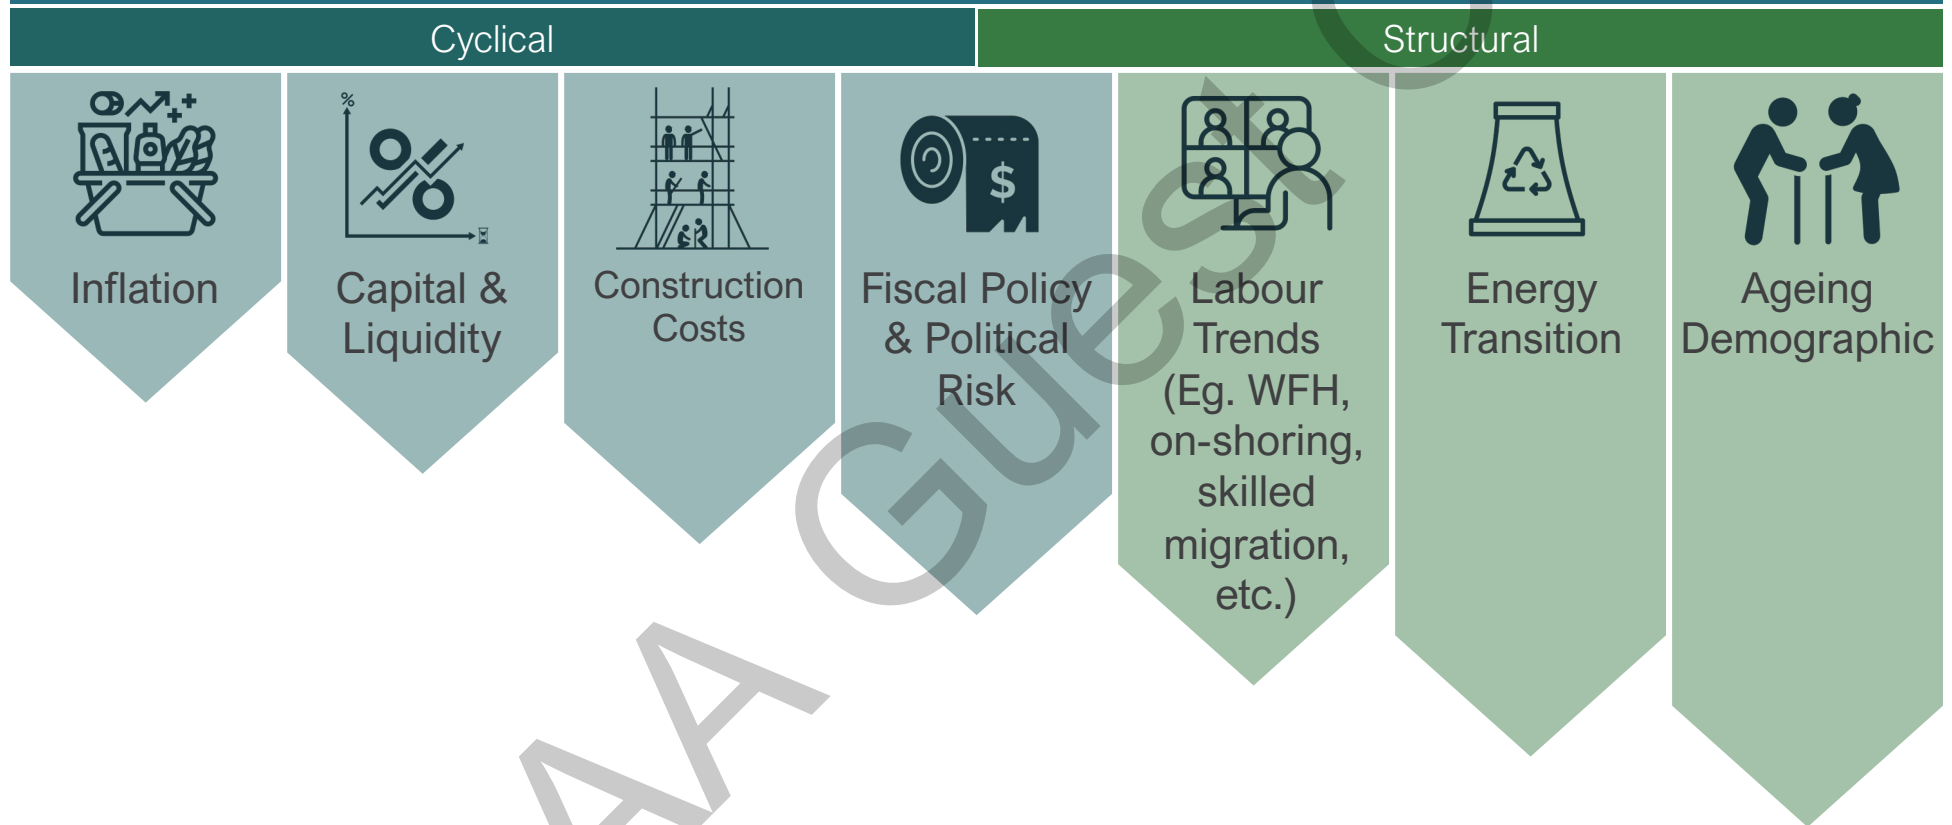 Cyclical
Structural
%
$
Inflation
Capital &
Liquidity
Construction
Costs
Fiscal Policy
& Political
Risk
Labour
Trends
(Eg. WFH,
on-shoring,
skilled
migration,
etc.)
Energy
Transition
Ageing
Demographic
Guest